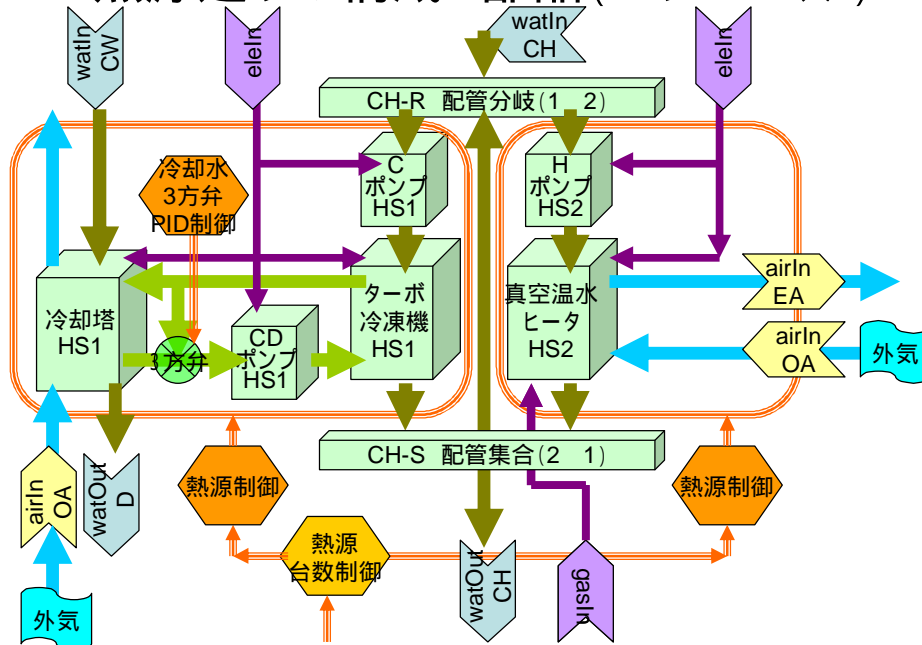 watIn
CW
eleIn
watIn
CH
eleIn
CH-R 配管分岐(1 2)
冷却水
3方弁
PID制御
C
ポンプ
HS1
H
ポンプ
HS2
冷却塔
HS1
3方弁
CD
ポンプ
HS1
ターボ
冷凍機
HS1
真空温水
ヒータ
HS2
airIn
EA
airIn
OA
外気
CH-S 配管集合(2 1)
airIn
OA
watOut
D
熱源制御
熱源制御
熱源
台数制御
watOut
CH
gasIn
外気